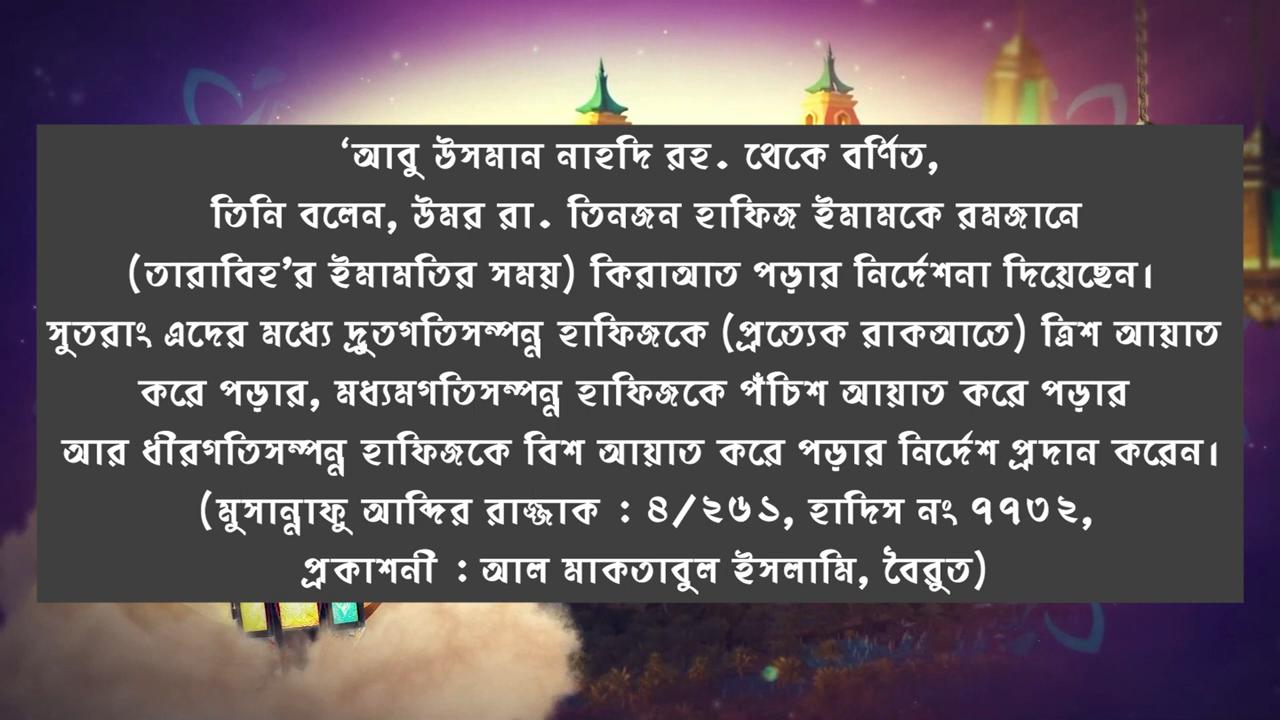 ‘আবু উসমান নাহদি রহ. থেকে বর্ণিত,
তিনি বলেন, উমর রা. তিনজন হাফিজ ইমামকে রমজানে
(তারাবিহ’র ইমামতির সময়) কিরাআত পড়ার নির্দেশনা দিয়েছেন।
সুতরাং এদের মধ্যে দ্রুতগতিসম্পন্ন হাফিজকে (প্রত্যেক রাকআতে) ত্রিশ আয়াত
করে পড়ার, মধ্যমগতিসম্পন্ন হাফিজকে পঁচিশ আয়াত করে পড়ার
আর ধীরগতিসম্পন্ন হাফিজকে বিশ আয়াত করে পড়ার নির্দেশ প্রদান করেন।
(মুসান্নাফু আব্দির রাজ্জাক : ৪/২৬১, হাদিস নং ৭৭৩২,
প্রকাশনী : আল মাকতাবুল ইসলামি, বৈরুত)